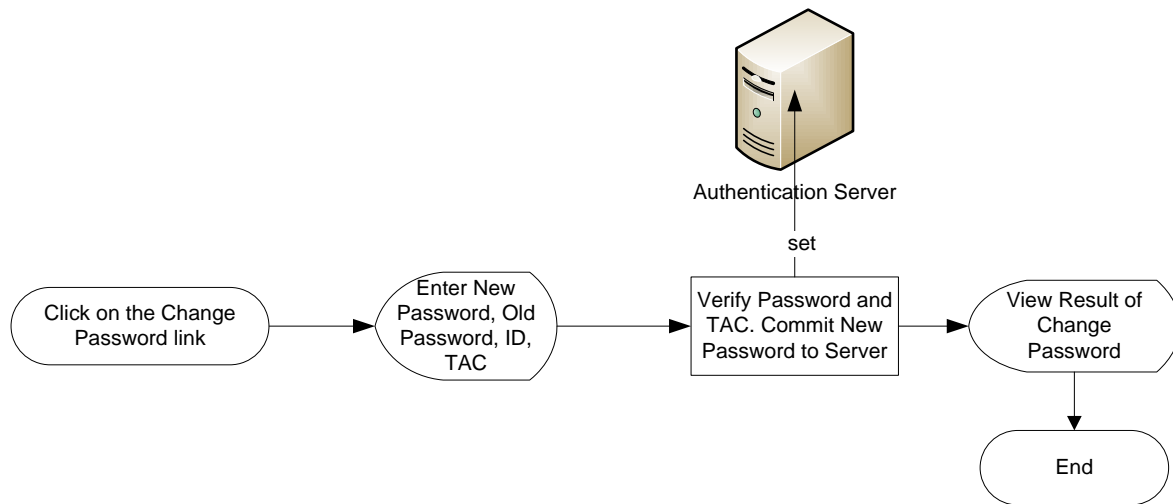 Authentication Server
set
Click on the Change
Password link
Enter New
Password, Old
Password, ID,
TAC
Verify Password and
TAC. Commit New
Password to Server
View Result of
Change
Password
End